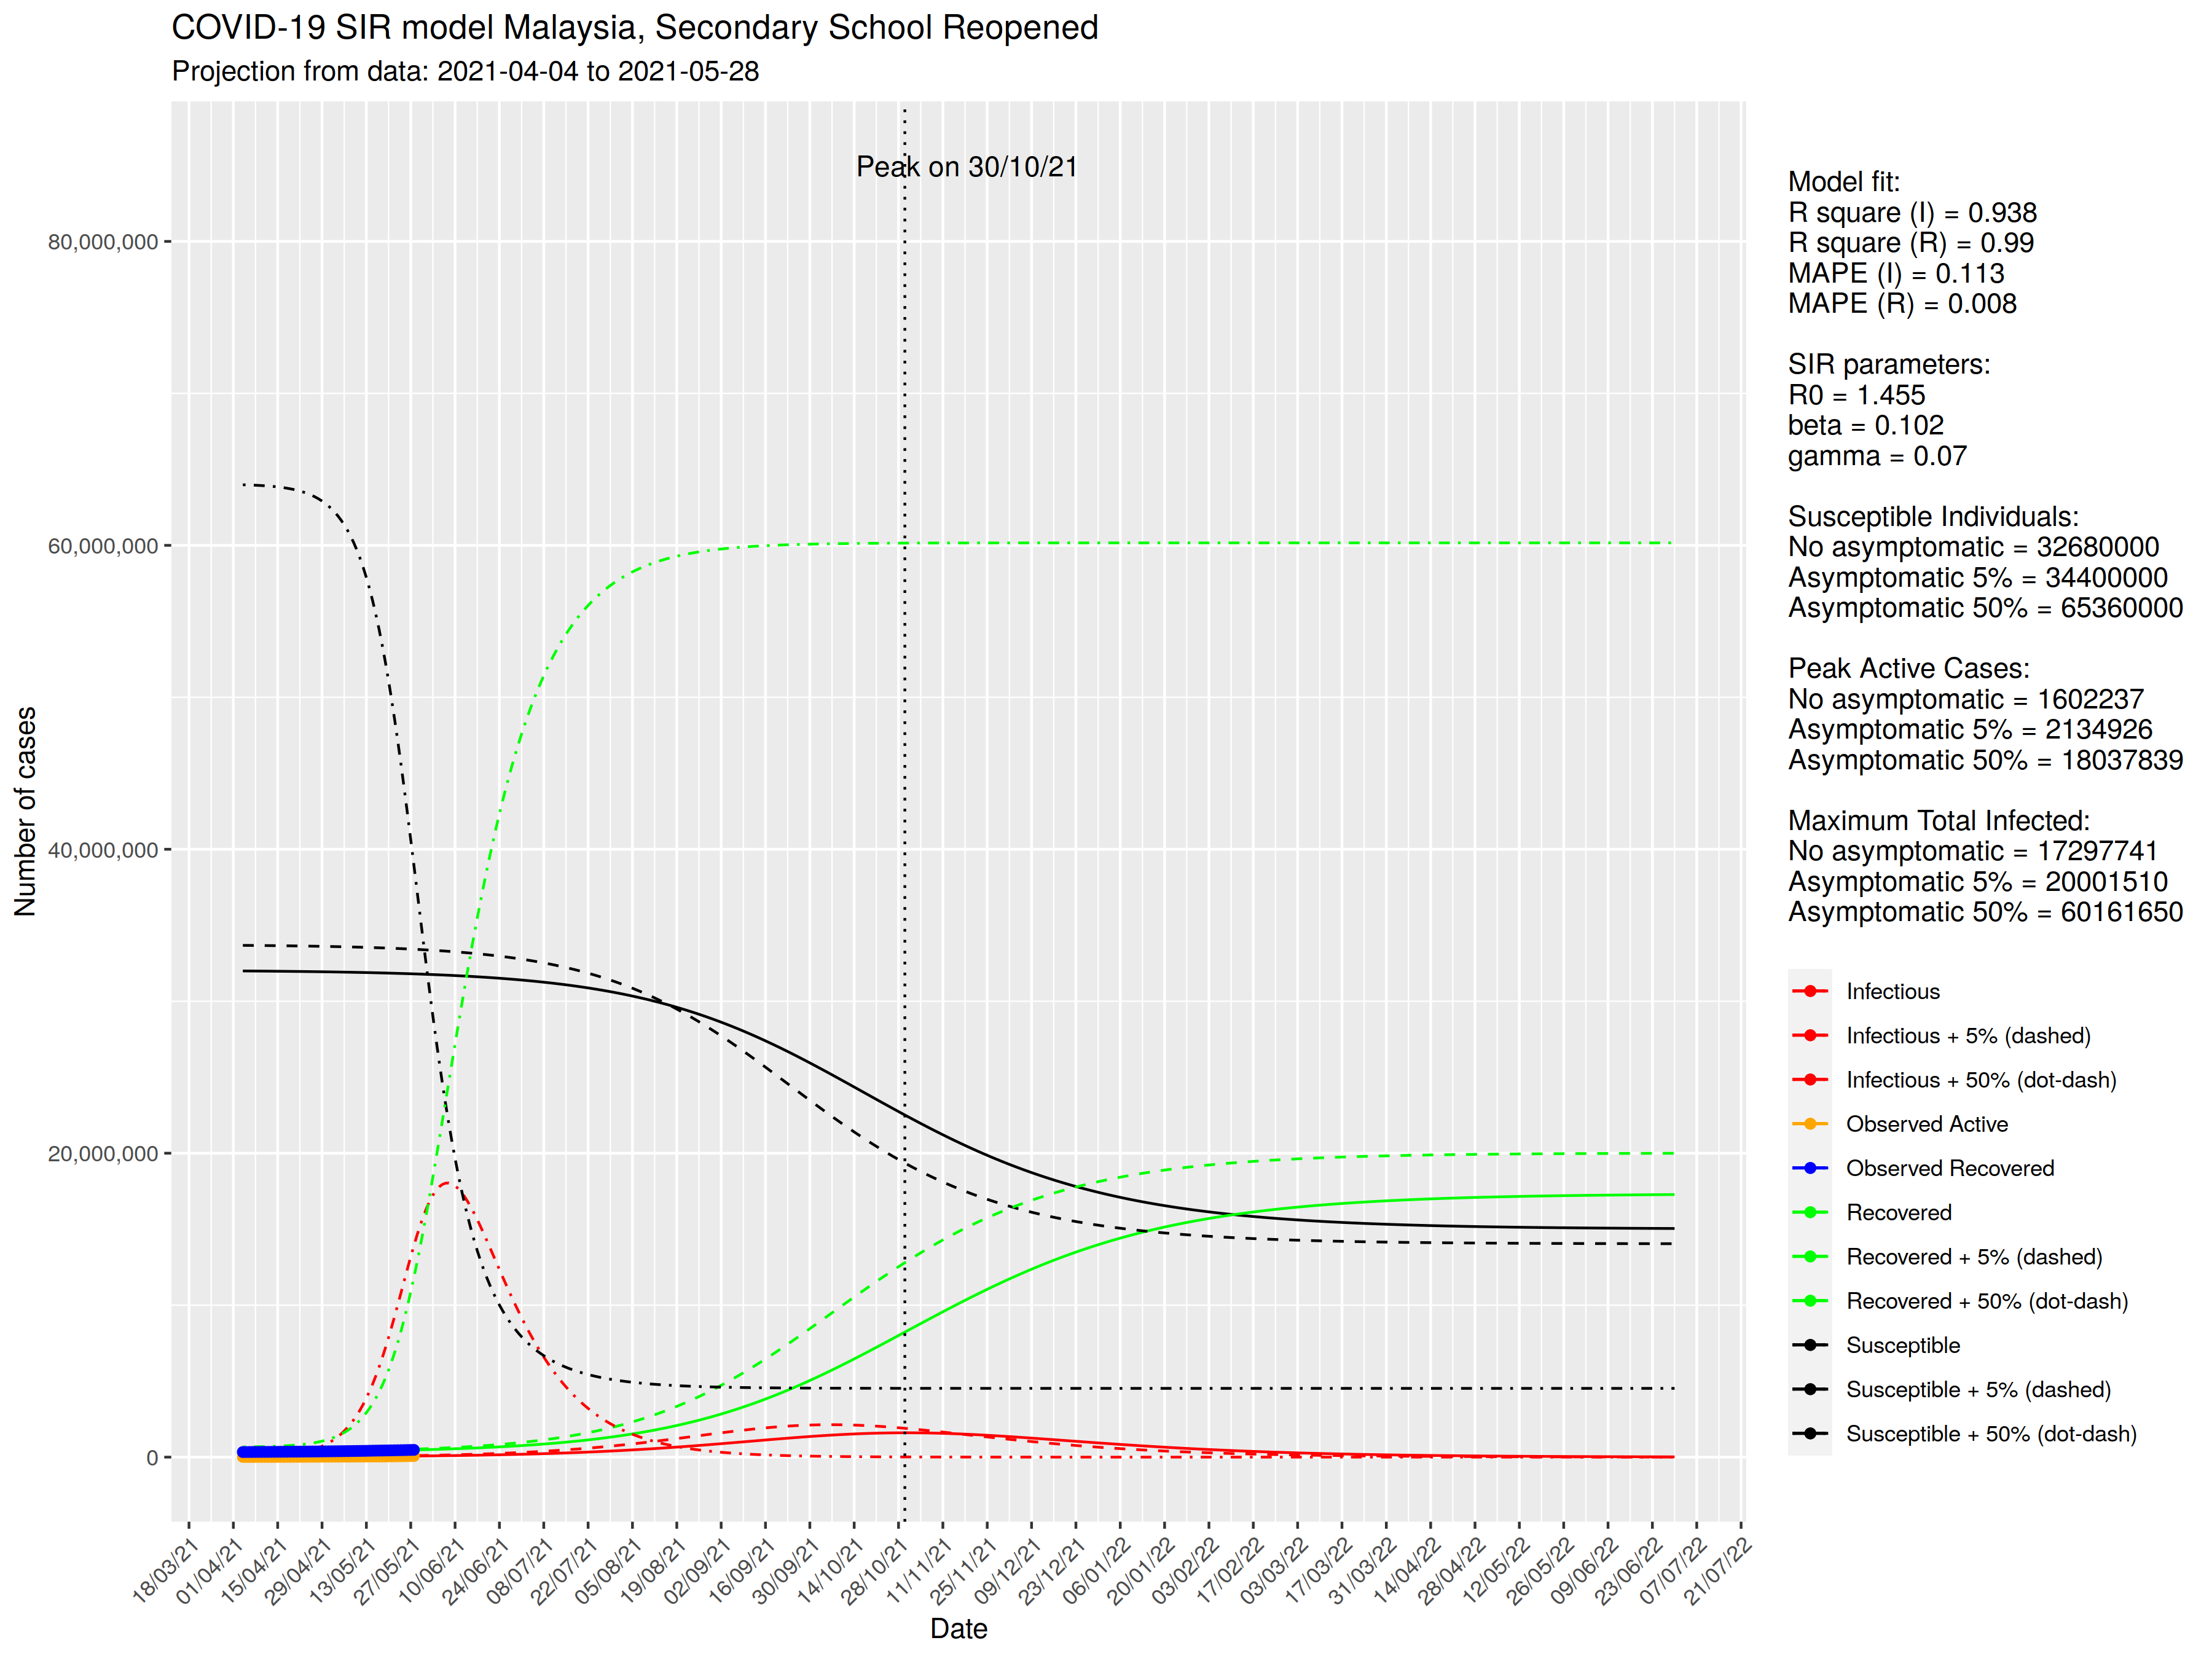 COVID-19 SIR model Malaysia, Secondary School Reopened
Projection from data: 2021-04-04 to 2021-05-28
Peak on 30/10/21
80,000,000
60,000,000
40,000,000
20,000,000
0
Number of cases
18/03/21
01/04/21
15/04/21
29/04/21
13/05/21
27/05/21
10/06/21
24/06/21
08/07/21
22/07/21
05/08/21
19/08/21
02/09/21
16/09/21
30/09/21
14/10/21
28/10/21
11/11/21
25/11/21
09/12/21
23/12/21
06/01/22
20/01/22
03/02/22
17/02/22
03/03/22
17/03/22
31/03/22
14/04/22
28/04/22
12/05/22
26/05/22
09/06/22
23/06/22
07/07/22
21/07/22
Date
Model fit:
R square (I) = 0.938
R square (R) = 0.99
MAPE (I) = 0.113
MAPE (R) = 0.008
SIR parameters:
R0 = 1.455
beta = 0.102
gamma = 0.07
Susceptible Individuals:
No asymptomatic = 32680000
Asymptomatic 5% = 34400000
Asymptomatic 50% = 65360000
Peak Active Cases:
No asymptomatic = 1602237
Asymptomatic 5% = 2134926
Asymptomatic 50% = 18037839
Maximum Total Infected:
No asymptomatic = 17297741
Asymptomatic 5% = 20001510
Asymptomatic 50% = 60161650
Infectious
Infectious + 5% (dashed)
Infectious + 50% (dot-dash)
Observed Active
Observed Recovered
Recovered
Recovered + 5% (dashed)
Recovered + 50% (dot-dash)
Susceptible
Susceptible + 5% (dashed)
Susceptible + 50% (dot-dash)